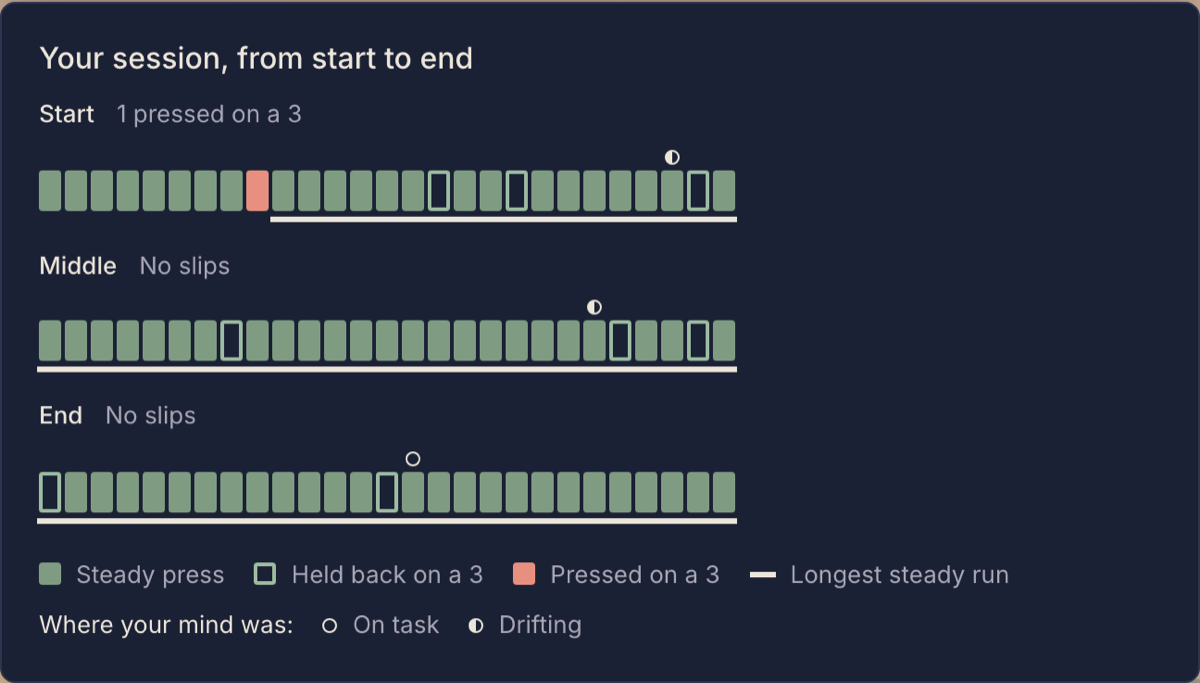 Your session, from start to end
Start 1 pressed on a 3
Middle No slips
End No slips
Steady press Held back on a 3 Pressed on a 3 Longest steady run
Where your mind was: On task Drifting